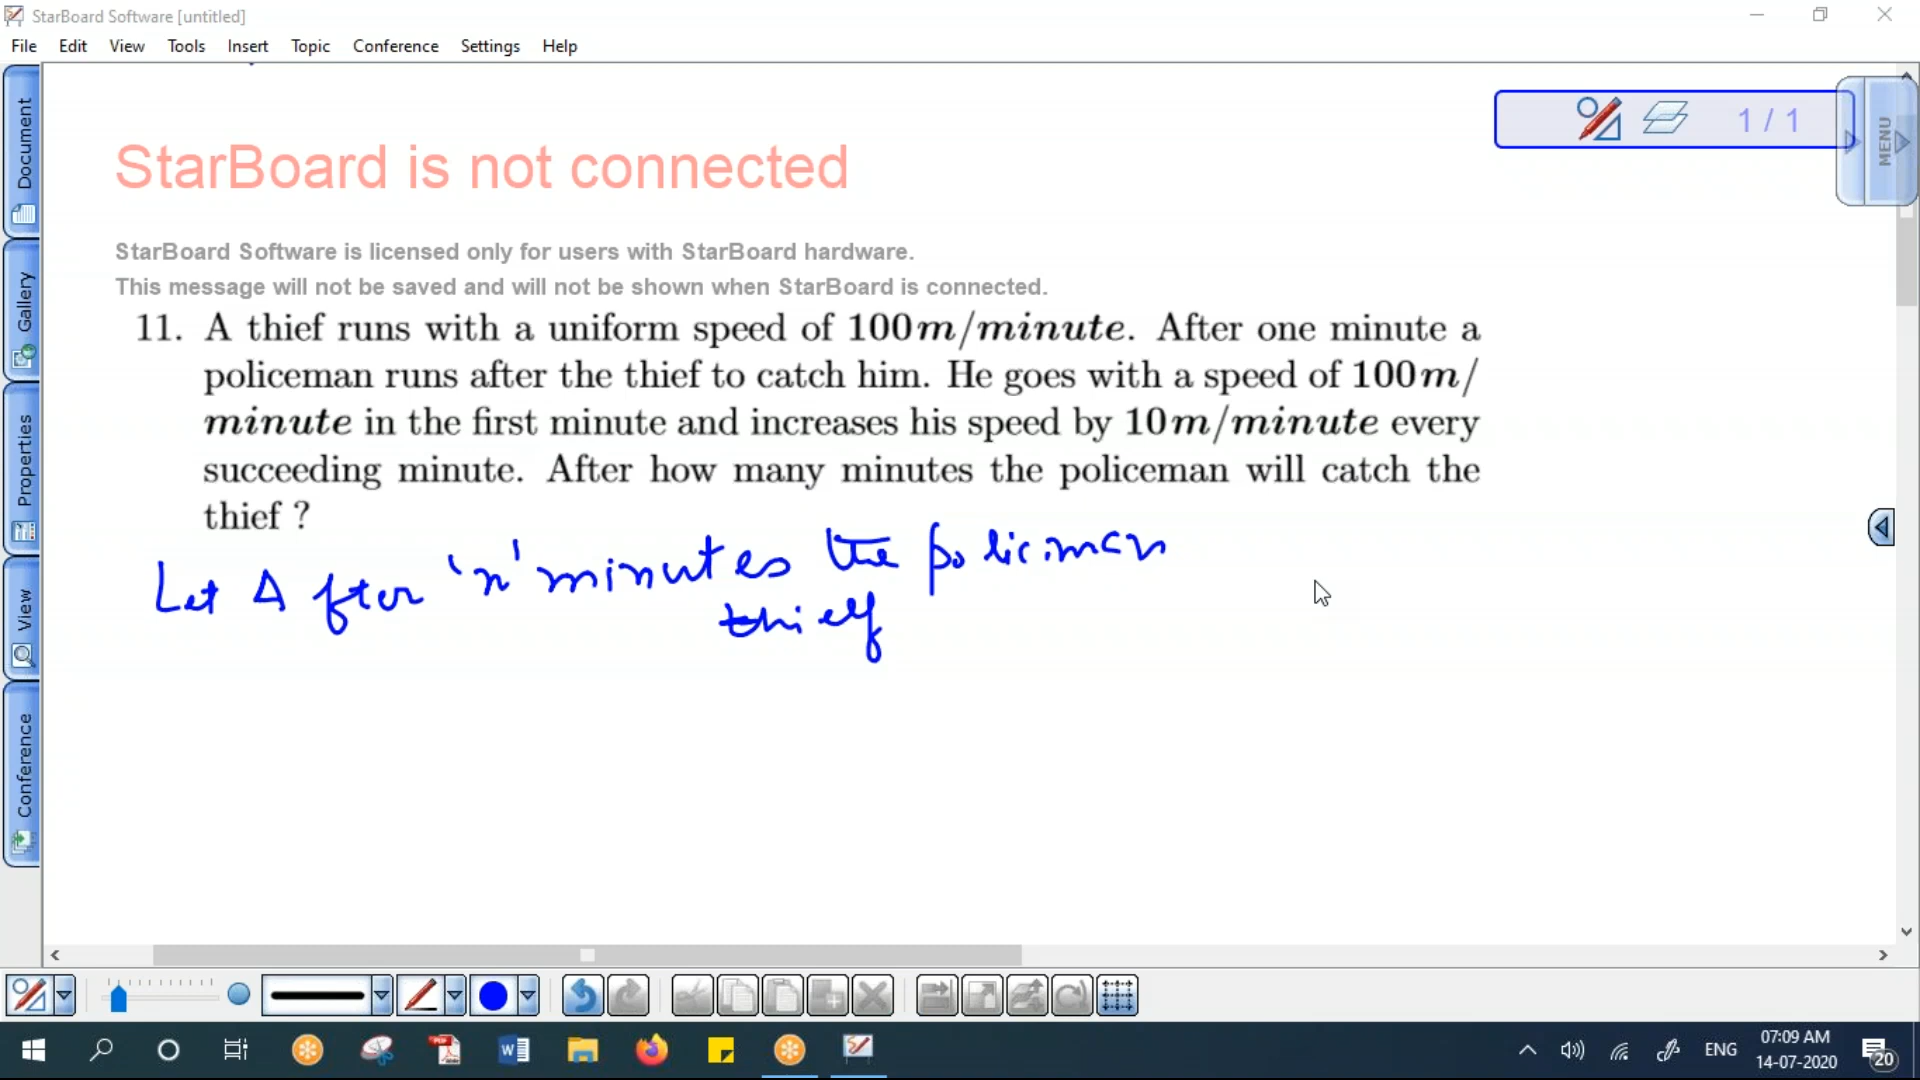 StarBoard Software [untitled]
File Edit View Tools Insert Topic Conference Settings Help
Document
Gallery
Properties
View
Conference
1 / 1
MENU
StarBoard is not connected
StarBoard Software is licensed only for users with StarBoard hardware.
This message will not be saved and will not be shown when StarBoard is connected.
11. A thief runs with a uniform speed of 100m/minute. After one minute a
policeman runs after the thief to catch him. He goes with a speed of 100m/
minute in the first minute and increases his speed by 10m/minute every
succeeding minute. After how many minutes the policeman will catch the
thief ?
Let After 'n' minutes the policeman
thielf
ENG
07:09 AM
14-07-2020
20